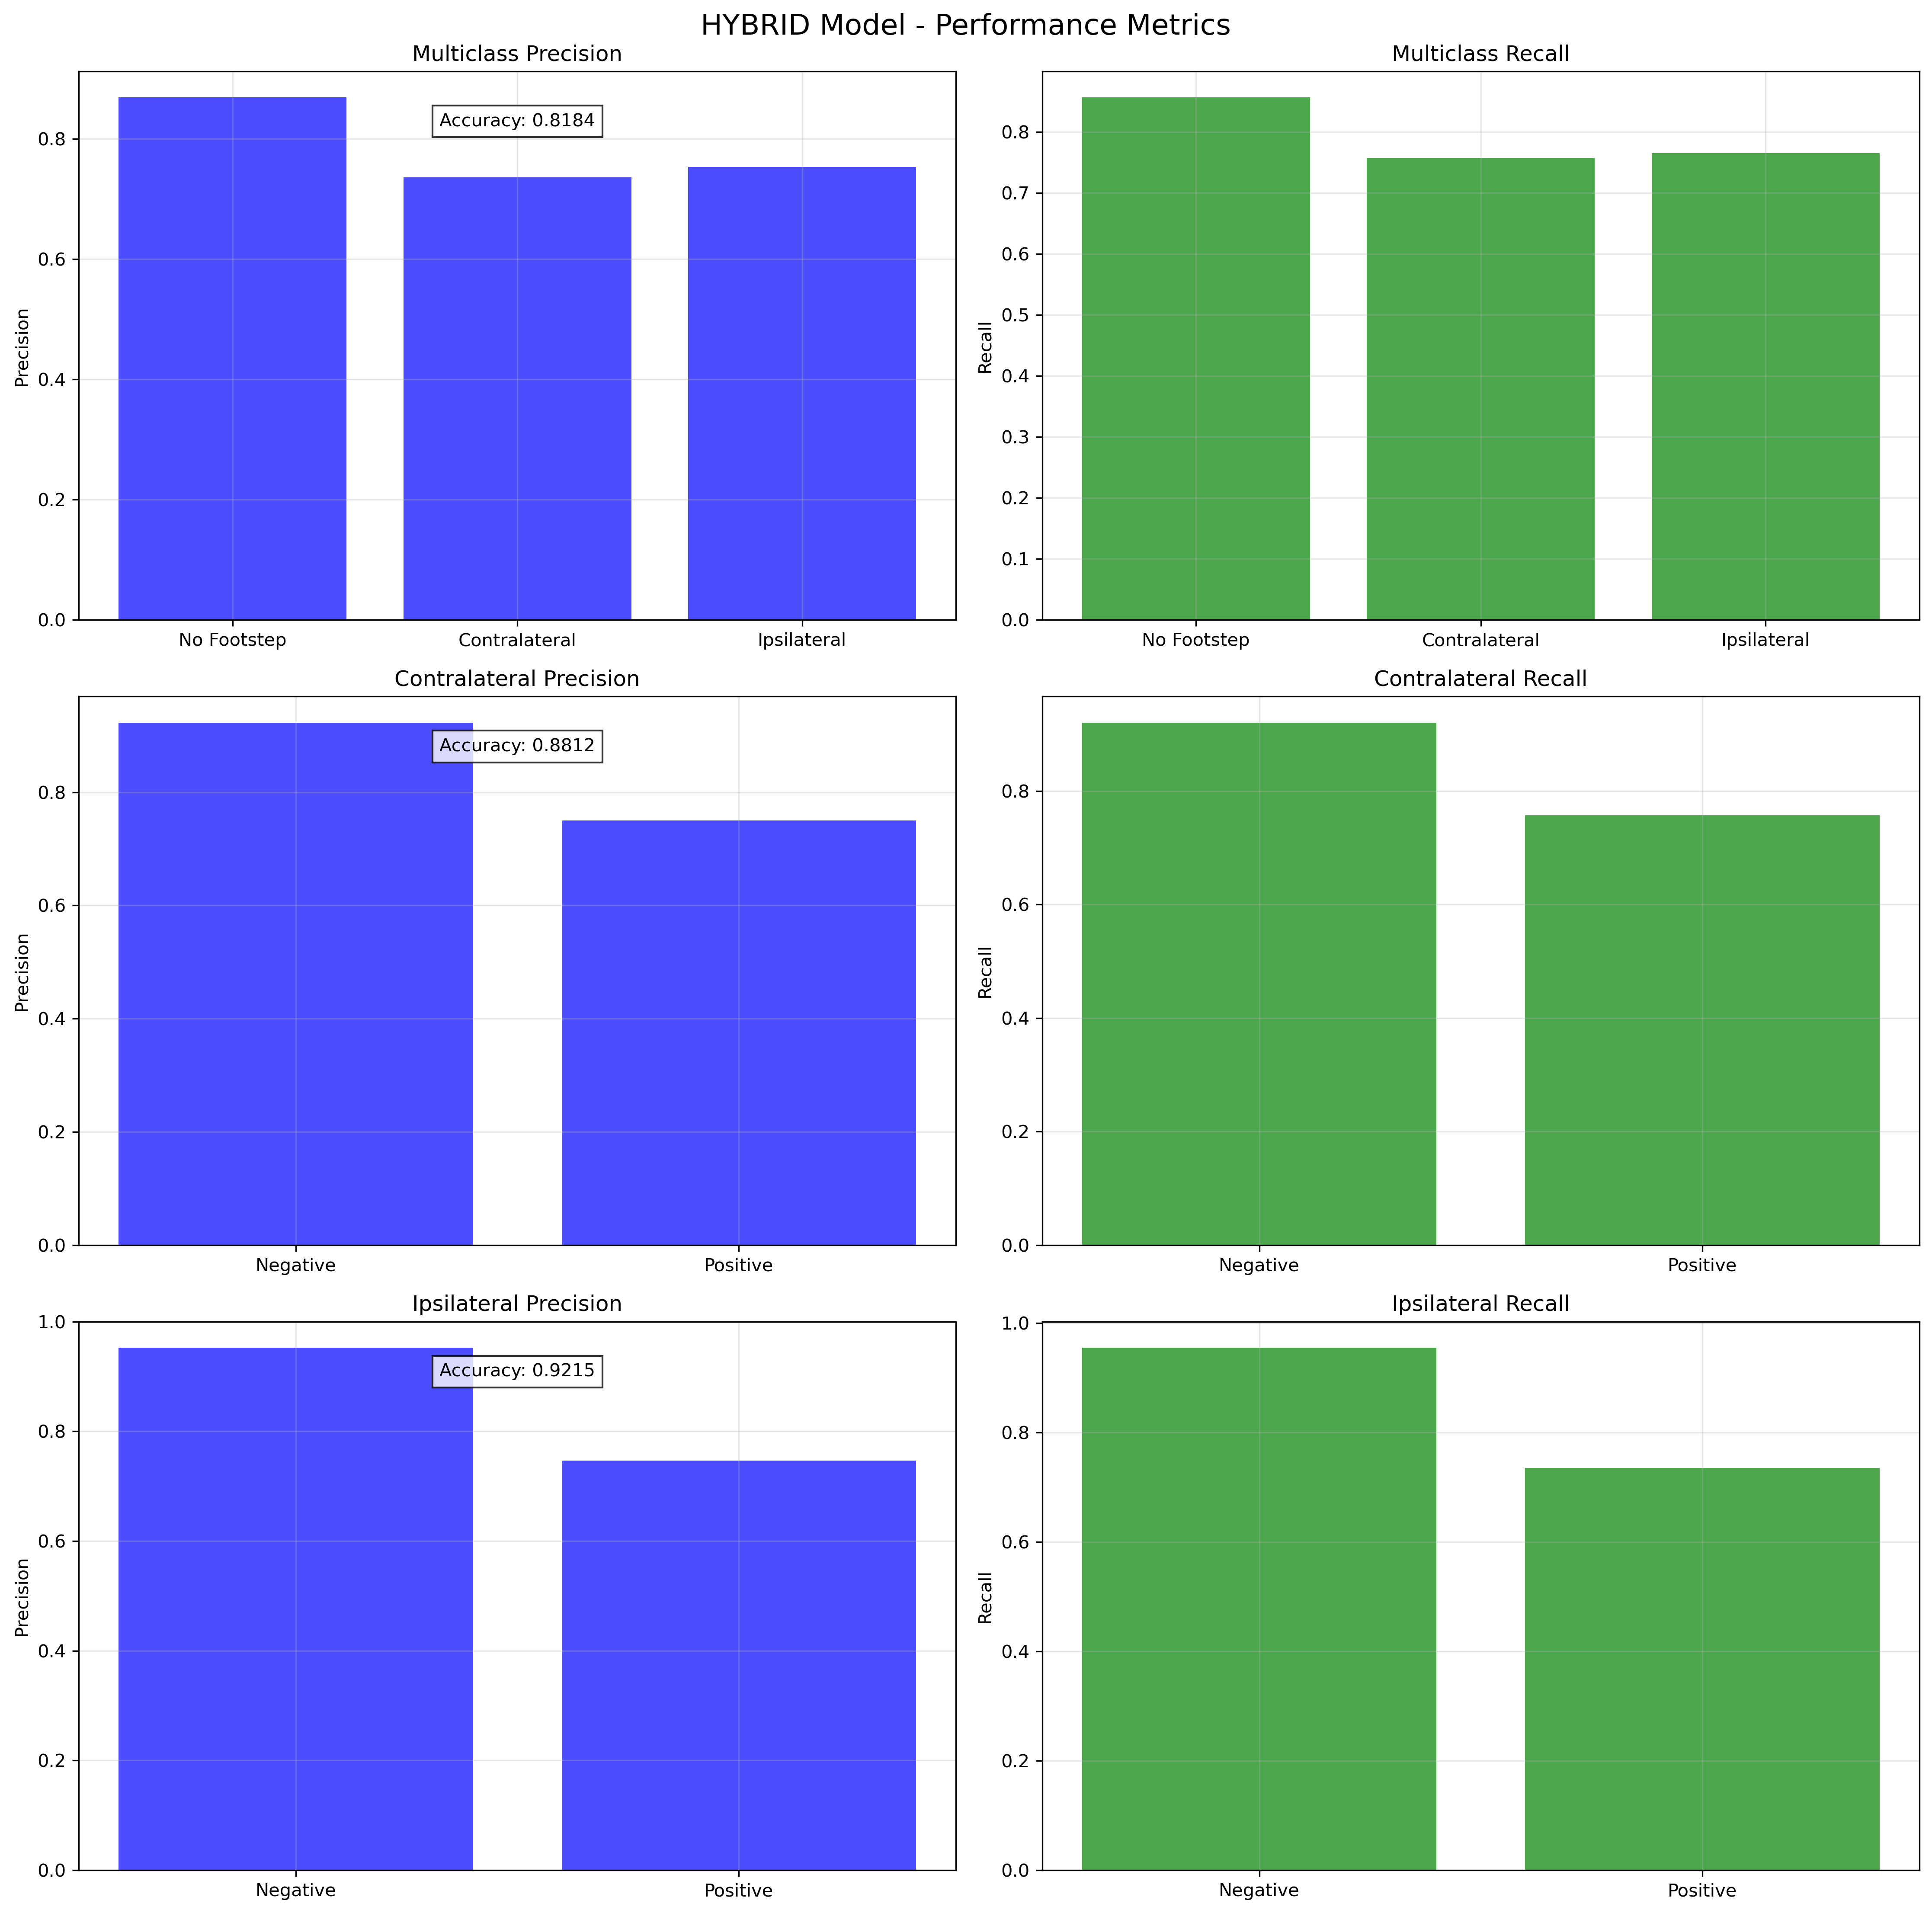 HYBRID Model - Performance Metrics
Multiclass Precision
Accuracy: 0.8184
Precision
0.8
0.6
0.4
0.2
0.0
No Footstep Contralateral Ipsilateral
Multiclass Recall
Recall
0.8
0.7
0.6
0.5
0.4
0.3
0.2
0.1
0.0
No Footstep Contralateral Ipsilateral
Contralateral Precision
Accuracy: 0.8812
Precision
0.8
0.6
0.4
0.2
0.0
Negative Positive
Contralateral Recall
Recall
0.8
0.6
0.4
0.2
0.0
Negative Positive
Ipsilateral Precision
Accuracy: 0.9215
Precision
1.0
0.8
0.6
0.4
0.2
0.0
Negative Positive
Ipsilateral Recall
Recall
1.0
0.8
0.6
0.4
0.2
0.0
Negative Positive